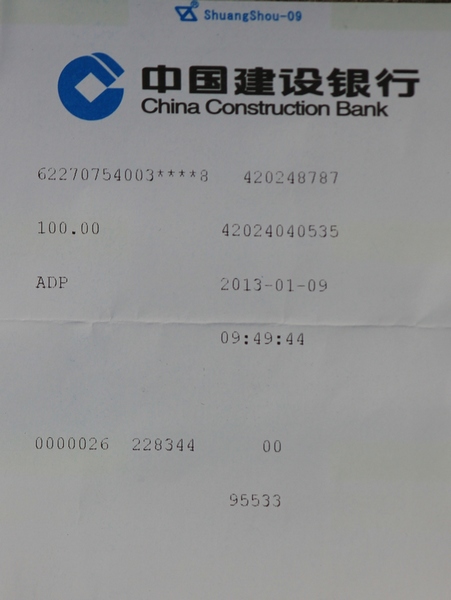 ShuangShou-09
中国建设银行
China Construction Bank
62270754003****8 420248787
100.00 42024040535
ADP 2013-01-09
09:49:44
0000026 228344 00
95533